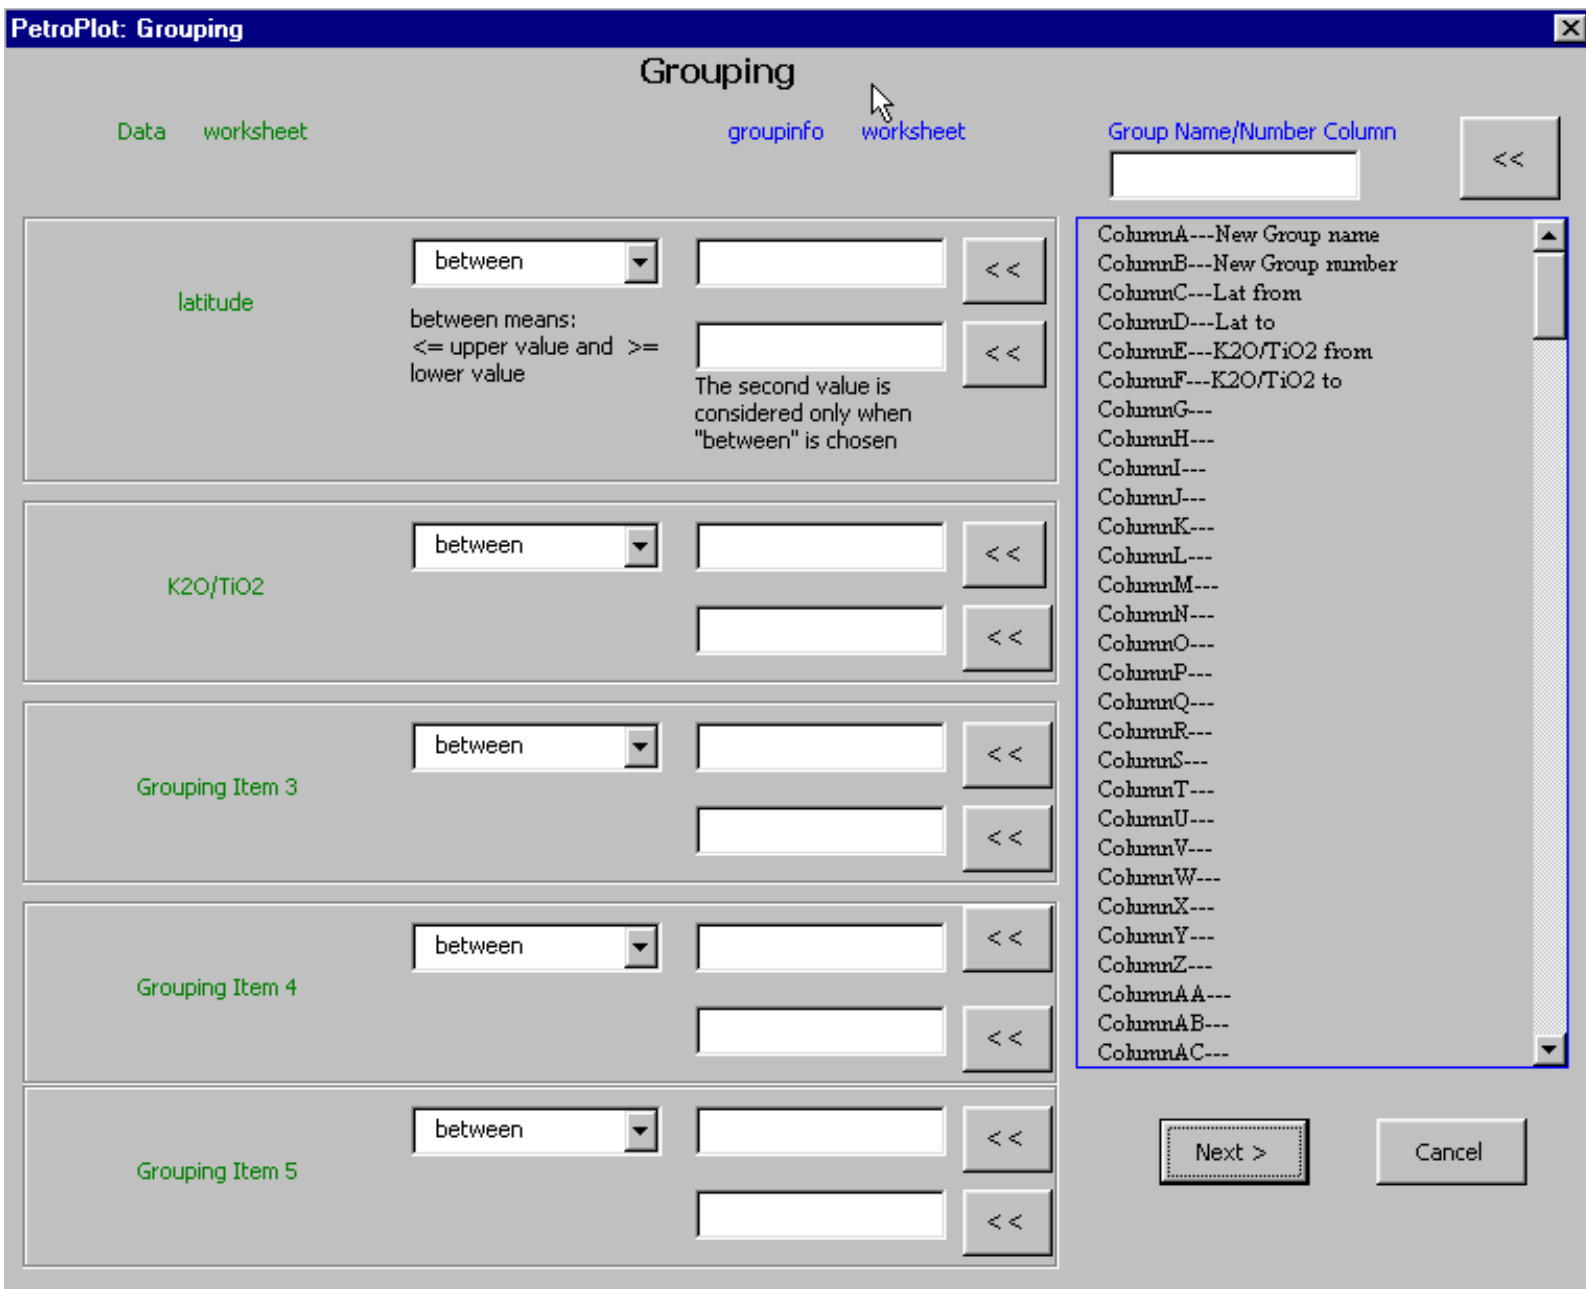 PetroPlot: Grouping
Grouping
Data worksheet
groupinfo worksheet
Group Name/Number Column
<<
latitude
between
<<
between means:
<= upper value and >=
lower value
<<
The second value is
considered only when
"between" is chosen
K2O/TiO2
between
<<
<<
Grouping Item 3
between
<<
<<
Grouping Item 4
between
<<
<<
Grouping Item 5
between
<<
<<
ColumnA---New Group name
ColumnB---New Group number
ColumnC---Lat from
ColumnD---Lat to
ColumnE---K2O/TiO2 from
ColumnF---K2O/TiO2 to
ColumnG---
ColumnH---
ColumnI---
ColumnJ---
ColumnK---
ColumnL---
ColumnM---
ColumnN---
ColumnO---
ColumnP---
ColumnQ---
ColumnR---
ColumnS---
ColumnT---
ColumnU---
ColumnV---
ColumnW---
ColumnX---
ColumnY---
ColumnZ---
ColumnAA---
ColumnAB---
ColumnAC---
Next >
Cancel